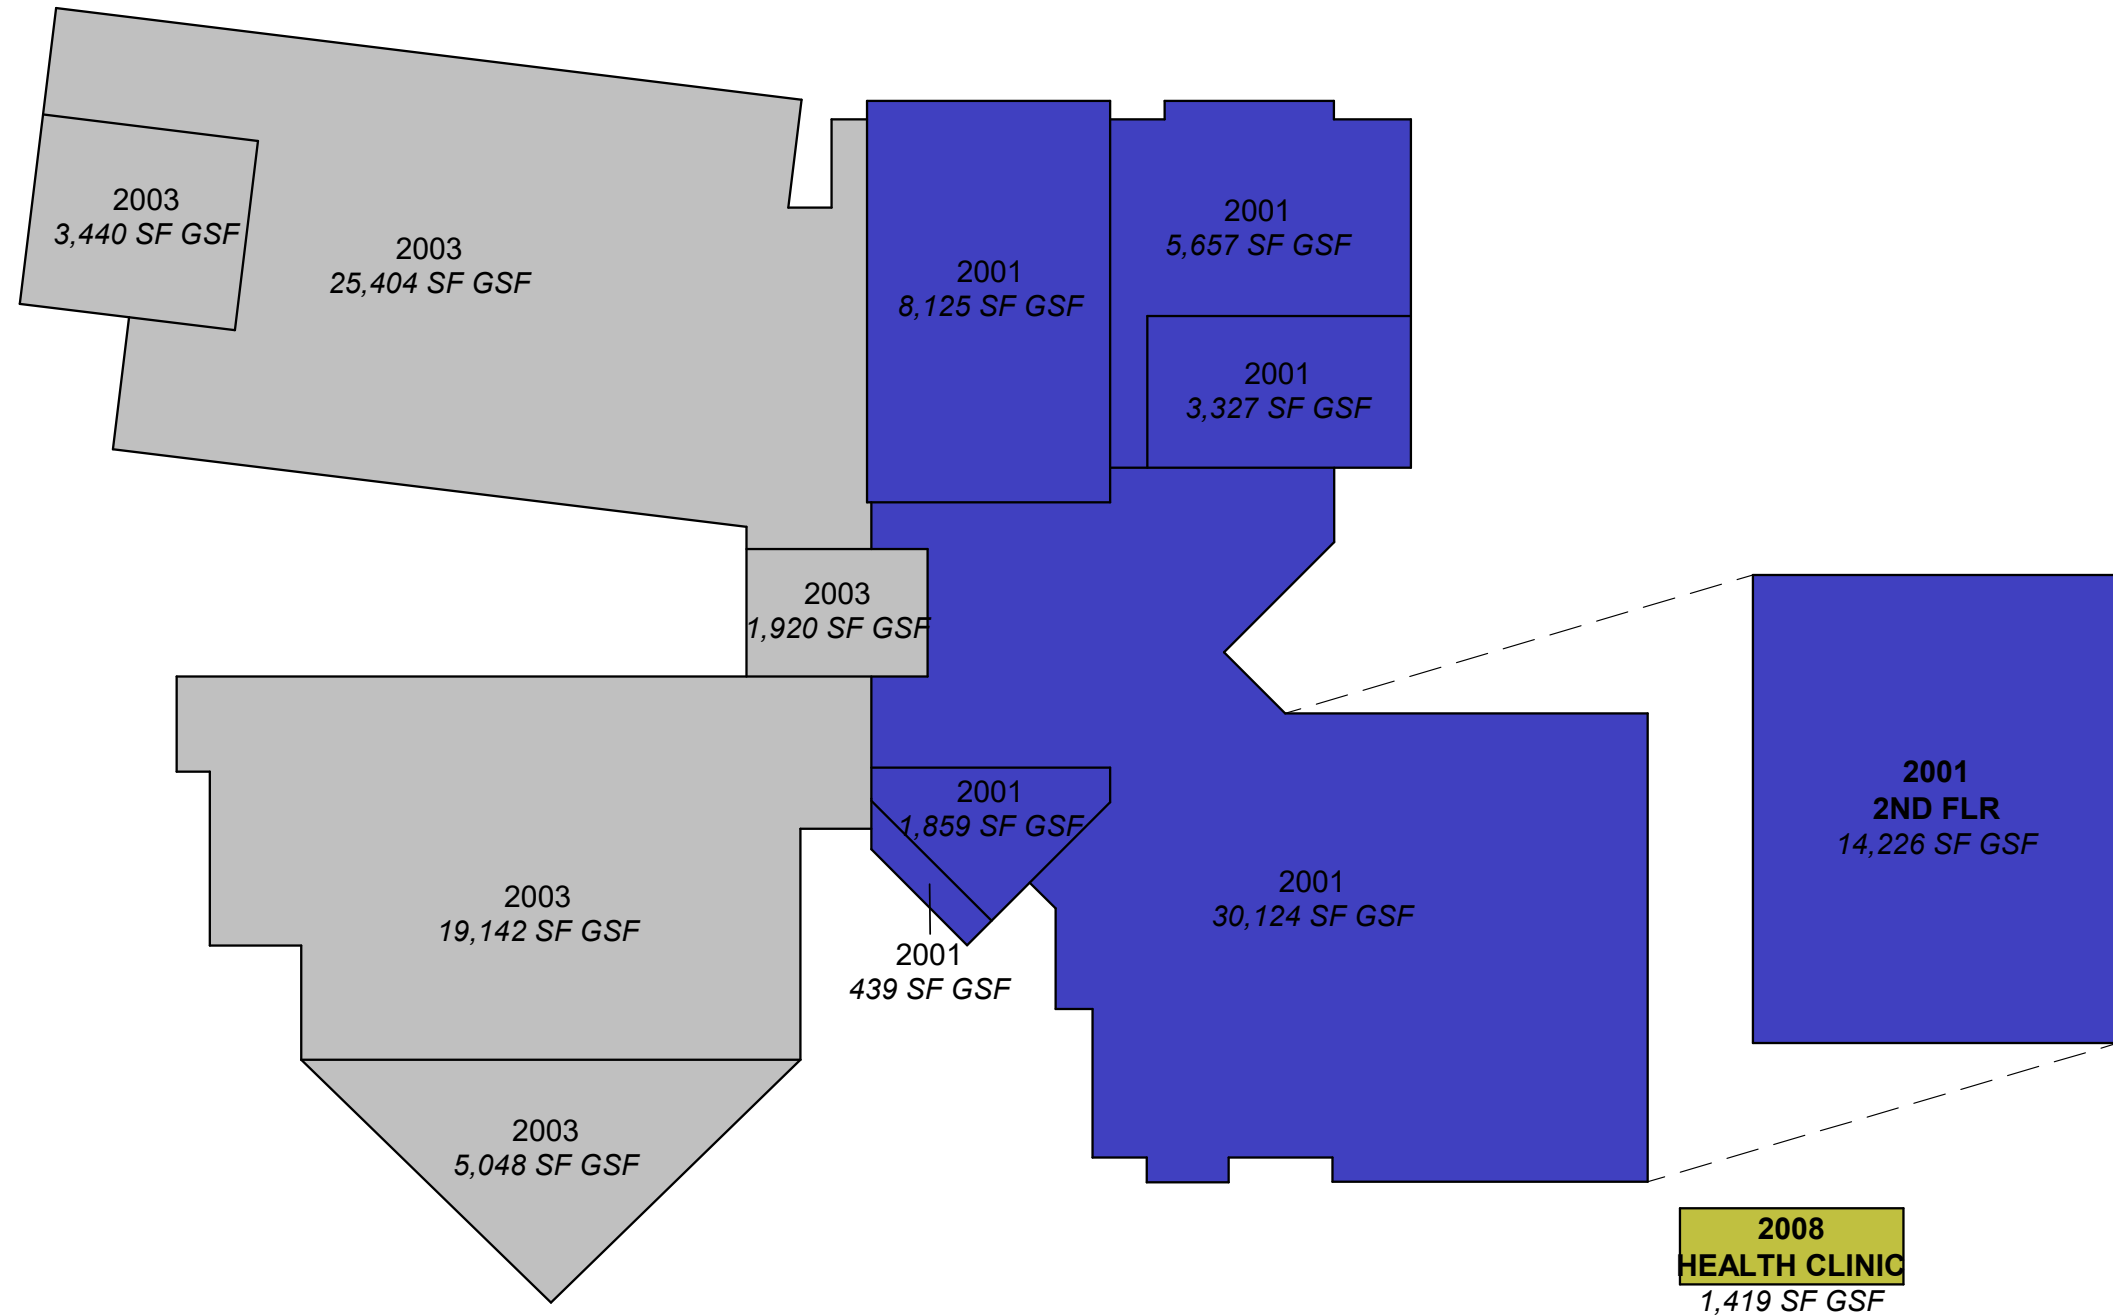 2003
3,440 SF GSF
2003
25,404 SF GSF
2001
8,125 SF GSF
2001
5,657 SF GSF
2001
3,327 SF GSF
2003
1,920 SF GSF
2001
1,859 SF GSF
2001
439 SF GSF
2001
30,124 SF GSF
2001
2ND FLR
14,226 SF GSF
2003
19,142 SF GSF
2003
5,048 SF GSF
2008
HEALTH CLINIC
1,419 SF GSF